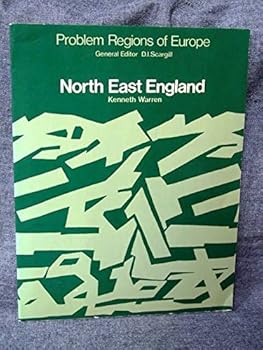 Problem Regions of Europe
General Editor D.I.Scargill
North East England
Kenneth Warren